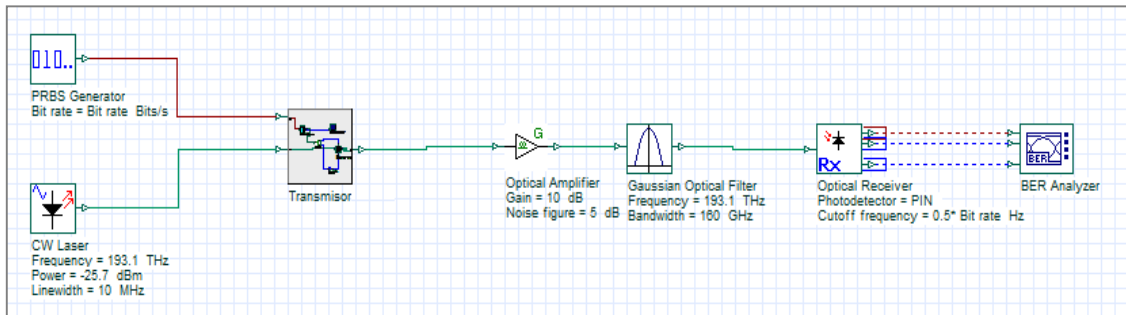 010..
PRBS Generator
Bit rate = Bit rate  Bits/s
CW Laser
Frequency = 193.1  THz
Power = -25.7  dBm
Linewidth = 10  MHz
Transmisor
G
Optical Amplifier
Gain = 10  dB
Noise figure = 5  dB
Gaussian Optical Filter
Frequency = 193.1  THz
Bandwidth = 160  GHz
Rx
Optical Receiver
Photodetector = PIN
Cutoff frequency = 0.5* Bit rate  Hz
BER
BER Analyzer